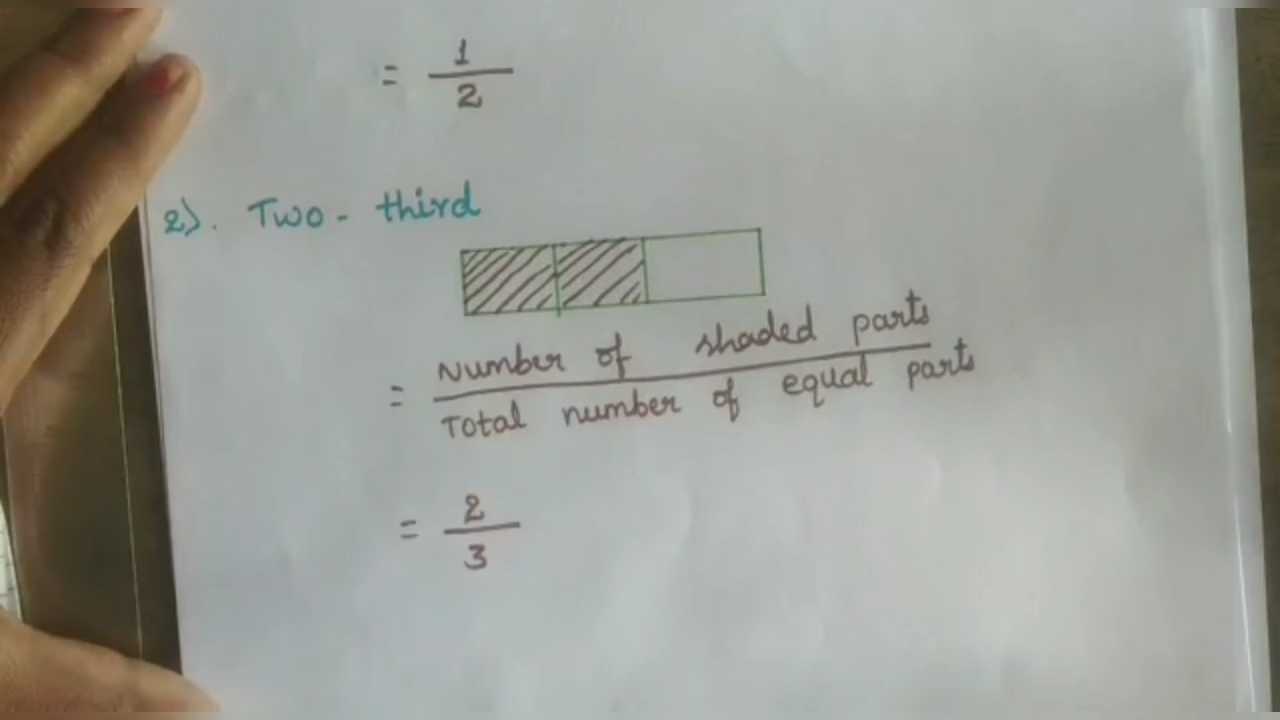 = 1/2
2). Two - third
= Number of shaded parts
Total number of equal parts
= 2/3